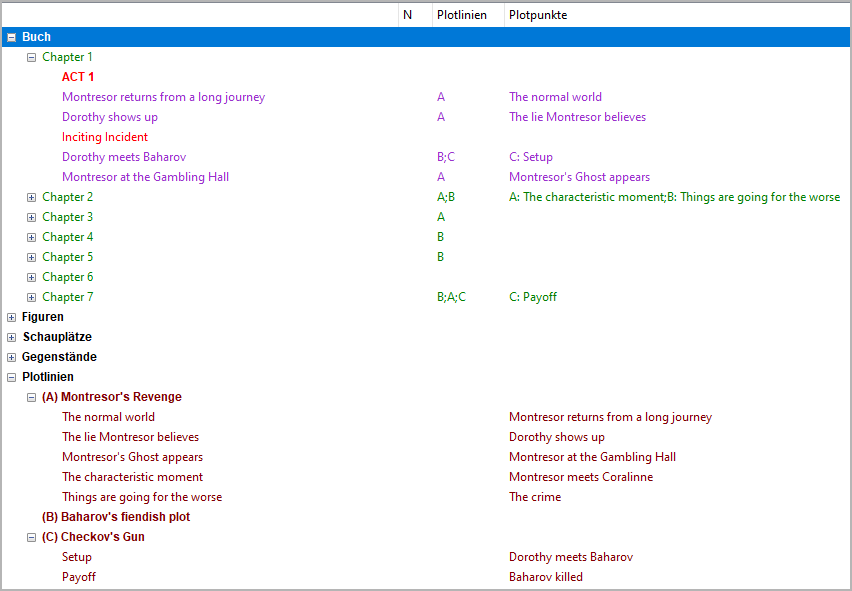 N Plotlinien Plotpunkte
Buch
Chapter 1
ACT 1
Montresor returns from a long journey A The normal world
Dorothy shows up A The lie Montresor believes
Inciting Incident
Dorothy meets Baharov B;C C: Setup
Montresor at the Gambling Hall A Montresor's Ghost appears
Chapter 2 A;B A: The characteristic moment;B: Things are going for the worse
Chapter 3 A
Chapter 4 B
Chapter 5 B
Chapter 6
Chapter 7 B;A;C C: Payoff
Figuren
Schauplätze
Gegenstände
Plotlinien
(A) Montresor's Revenge
The normal world Montresor returns from a long journey
The lie Montresor believes Dorothy shows up
Montresor's Ghost appears Montresor at the Gambling Hall
The characteristic moment Montresor meets Coralinne
Things are going for the worse The crime
(B) Baharov's fiendish plot
(C) Checkov's Gun
Setup Dorothy meets Baharov
Payoff Baharov killed